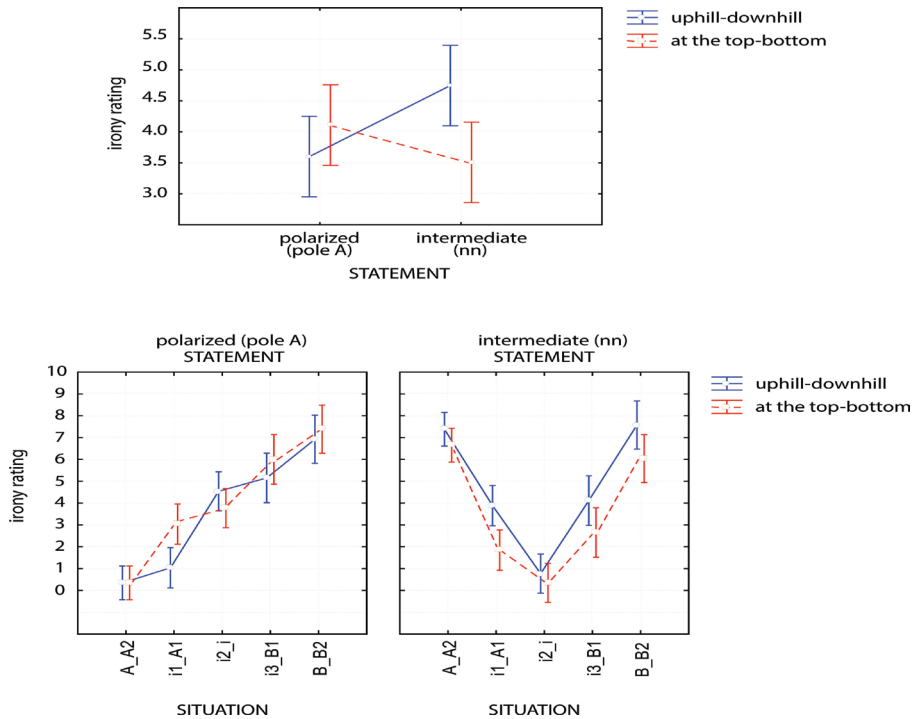 uphill-downhill
at the top-bottom
5.5
5.0
4.5
4.0
3.5
3.0
irony rating
polarized
(pole A)
intermediate
(nn)
STATEMENT
polarized (pole A)
STATEMENT
intermediate (nn)
STATEMENT
uphill-downhill
at the top-bottom
10
9
8
7
6
5
4
3
2
1
0
irony rating
A_A2
i1_A1
i2_i
i3_B1
B_B2
A_A2
i1_A1
i2_i
i3_B1
B_B2
SITUATION
SITUATION